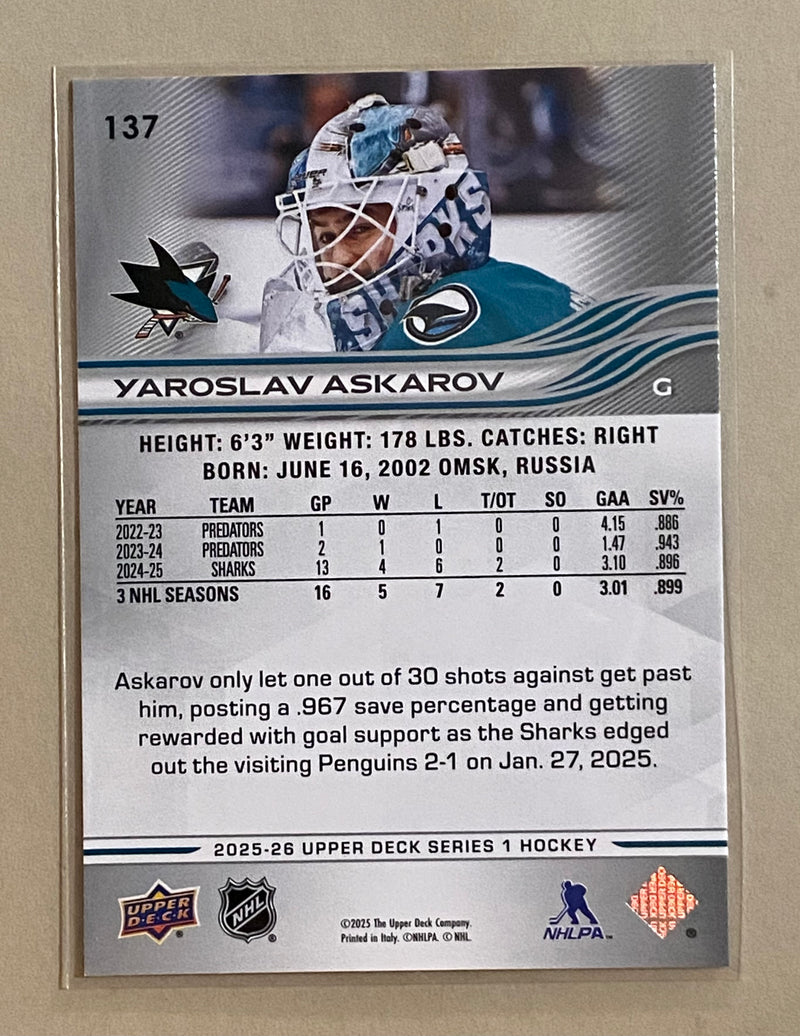 137
SHARKS
YAROSLAV ASKAROV
G
HEIGHT: 6'3" WEIGHT: 178 LBS. CATCHES: RIGHT
BORN: JUNE 16, 2002 OMSK, RUSSIA
YEAR TEAM GP W L T/OT SO GAA SV%
2022-23 PREDATORS 1 0 1 0 0 4.15 .886
2023-24 PREDATORS 2 1 0 0 0 1.47 .943
2024-25 SHARKS 13 4 6 2 0 3.10 .896
3 NHL SEASONS 16 5 7 2 0 3.01 .899
Askarov only let one out of 30 shots against get past
him, posting a .967 save percentage and getting
rewarded with goal support as the Sharks edged
out the visiting Penguins 2-1 on Jan. 27, 2025.
2025-26 UPPER DECK SERIES 1 HOCKEY
UPPER
D·E·C·K
®
NHL
®
©2025 The Upper Deck Company.
Printed in Italy. ©NHLPA. © NHL.
NHLPA™
®